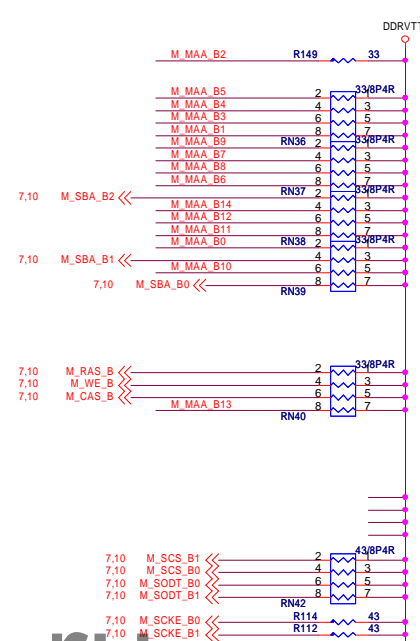 DDRVTT
M_MAA_B2 R149 33
M_MAA_B5 2 1 33/8P4R
M_MAA_B4 4 3
M_MAA_B3 6 5
M_MAA_B1 8 7
M_MAA_B9 RN36 2 1 33/8P4R
M_MAA_B7 4 3
M_MAA_B8 6 5
M_MAA_B6 8 7
7,10 M_SBA_B2 RN37 2 1 33/8P4R
M_MAA_B14 4 3
M_MAA_B12 6 5
M_MAA_B11 8 7
M_MAA_B0 RN38 2 1 33/8P4R
7,10 M_SBA_B1 4 3
M_MAA_B10 6 5
7,10 M_SBA_B0 8 7
RN39
7,10 M_RAS_B 2 1 33/8P4R
7,10 M_WE_B 4 3
7,10 M_CAS_B 6 5
M_MAA_B13 8 7
RN40
7,10 M_SCS_B1 2 1 43/8P4R
7,10 M_SCS_B0 4 3
7,10 M_SODT_B0 6 5
7,10 M_SODT_B1 8 7
RN42
7,10 M_SCKE_B0 R114 43
7,10 M_SCKE_B1 R112 43